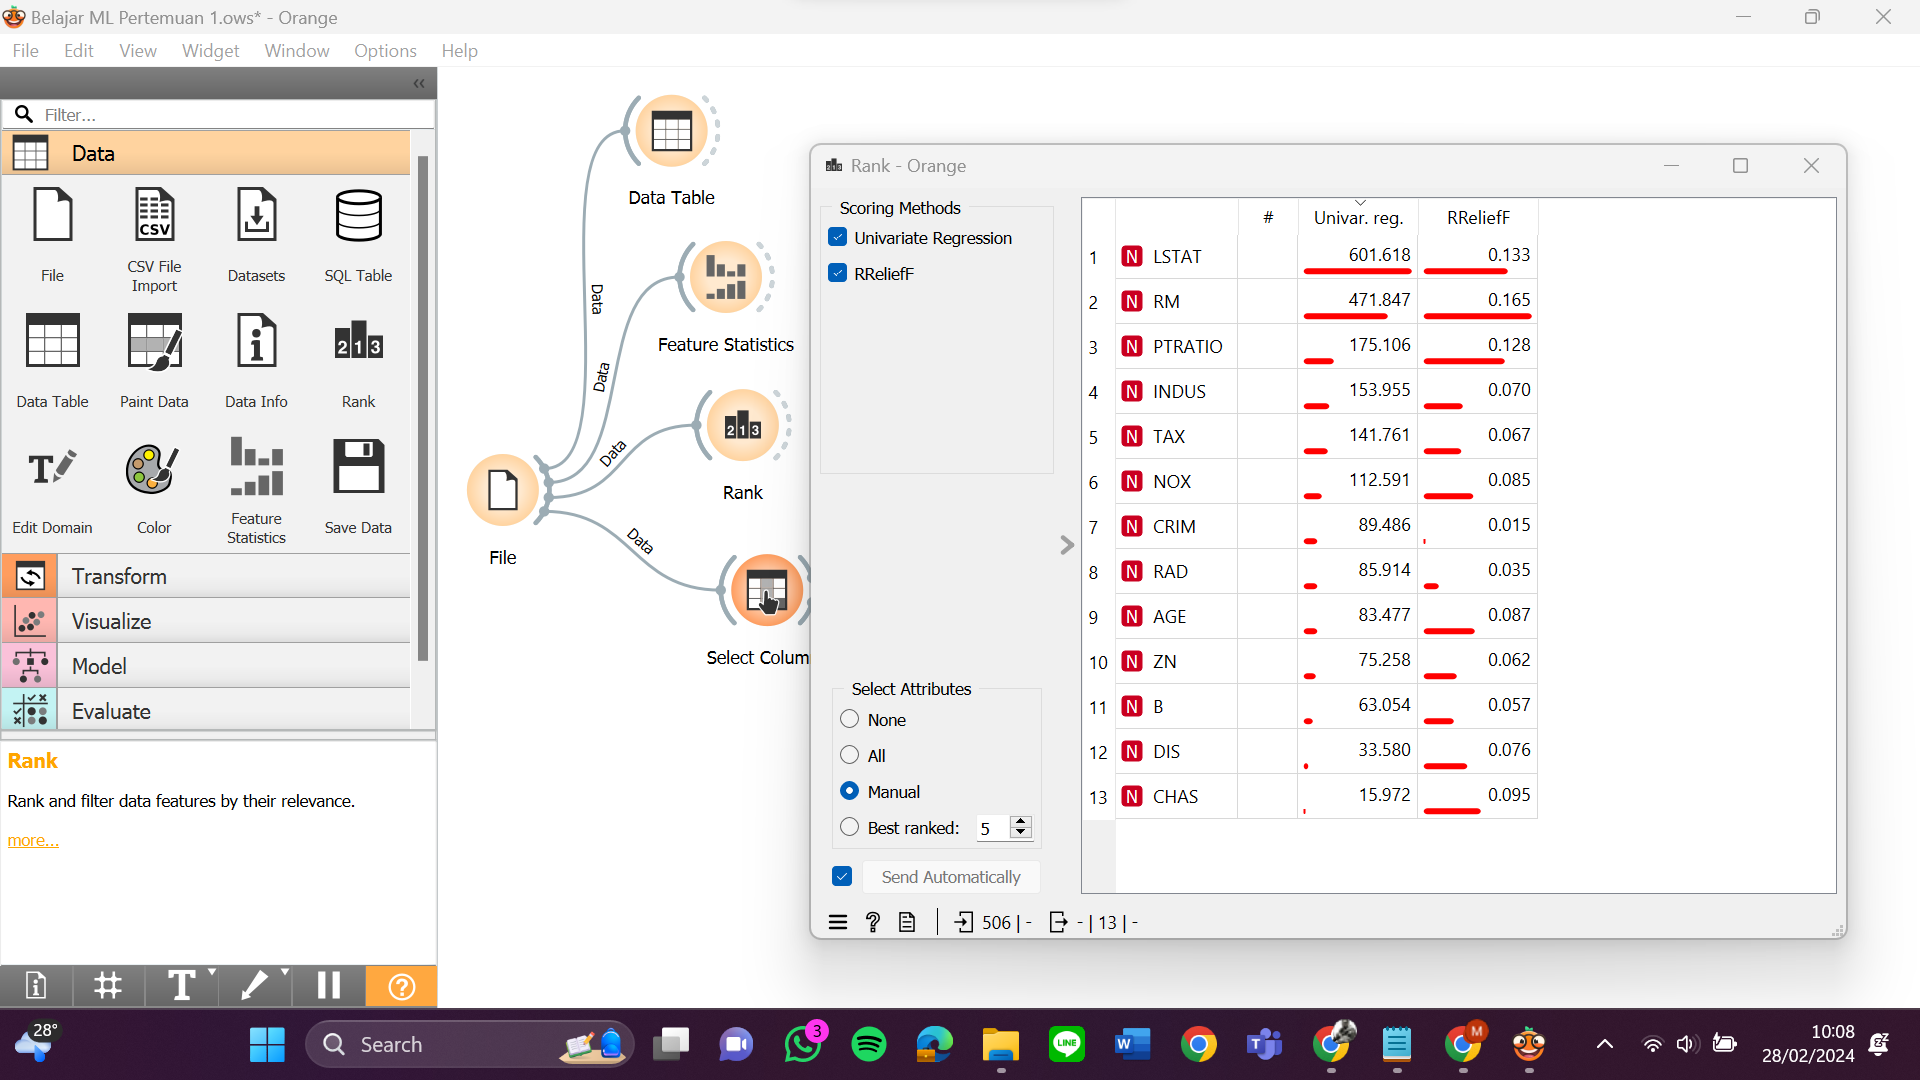 Belajar ML Pertemuan 1.ows* - Orange
File Edit View Widget Window Options Help
Filter...
Data
File
CSV
CSV File Import
Datasets
SQL Table
Data Table
Paint Data
Data Info
2 1 3
Rank
Edit Domain
Color
Feature Statistics
Save Data
Transform
Visualize
Model
Evaluate
Rank
Rank and filter data features by their relevance.
more...
Data Table
Data
Feature Statistics
Data
2 1 3
Rank
Data
File
Data
Select Colum
Rank - Orange
Scoring Methods
Univariate Regression
RReliefF
Select Attributes
None
All
Manual
Best ranked: 5
Send Automatically
# Univar. reg. RReliefF
1 N LSTAT 601.618 0.133
2 N RM 471.847 0.165
3 N PTRATIO 175.106 0.128
4 N INDUS 153.955 0.070
5 N TAX 141.761 0.067
6 N NOX 112.591 0.085
7 N CRIM 89.486 0.015
8 N RAD 85.914 0.035
9 N AGE 83.477 0.087
10 N ZN 75.258 0.062
11 N B 63.054 0.057
12 N DIS 33.580 0.076
13 N CHAS 15.972 0.095
? 506 | - - | 13 | -
28°
Search
3
LINE
W
M
10:08
28/02/2024